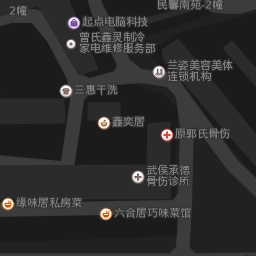 2幢
民馨南苑-2幢
起点电脑科技
曾氏鑫灵制冷
家电维修服务部
兰姿美容美体
连锁机构
三惠干洗
鑫奕居
原郭氏骨伤
武侯承德
骨伤诊所
缘味居私房菜
六合居巧味菜馆